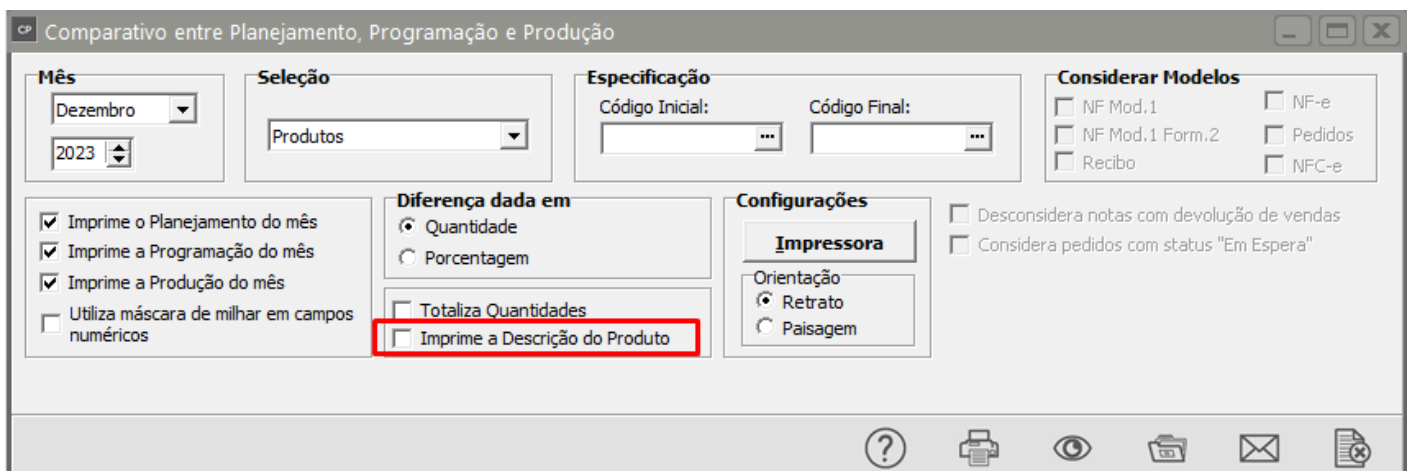 CP Comparativo entre Planejamento, Programação e Produção
Mês
Dezembro
2023
Seleção
Produtos
Especificação
Código Inicial:
Código Final:
Considerar Modelos
NF Mod.1
NF-e
NF Mod.1 Form.2
Pedidos
Recibo
NFC-e
Imprime o Planejamento do mês
Imprime a Programação do mês
Imprime a Produção do mês
Utiliza máscara de milhar em campos
numéricos
Diferença dada em
Quantidade
Porcentagem
Totaliza Quantidades
Imprime a Descrição do Produto
Configurações
Impressora
Orientação
Retrato
Paisagem
Desconsidera notas com devolução de vendas
Considera pedidos com status "Em Espera"